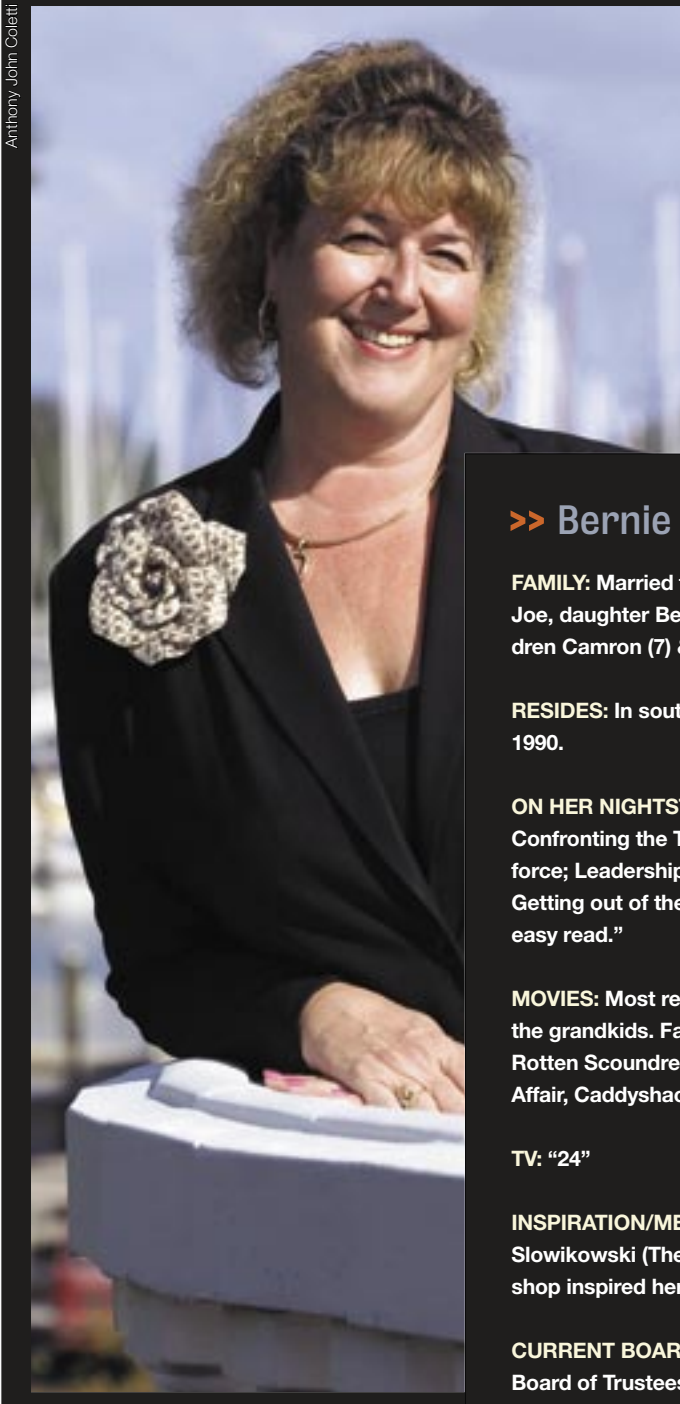 Anthony John Coletti
>> Bernie
FAMILY: Married
Joe, daughter Be
dren Camron (7)
RESIDES: In sout
1990.
ON HER NIGHTS
Confronting the T
force; Leadership
Getting out of the
easy read.”
MOVIES: Most re
the grandkids. Fa
Rotten Scoundre
Affair, Caddyshac
TV: “24”
INSPIRATION/ME
Slowikowski (The
shop inspired her
CURRENT BOAR
Board of Trustees